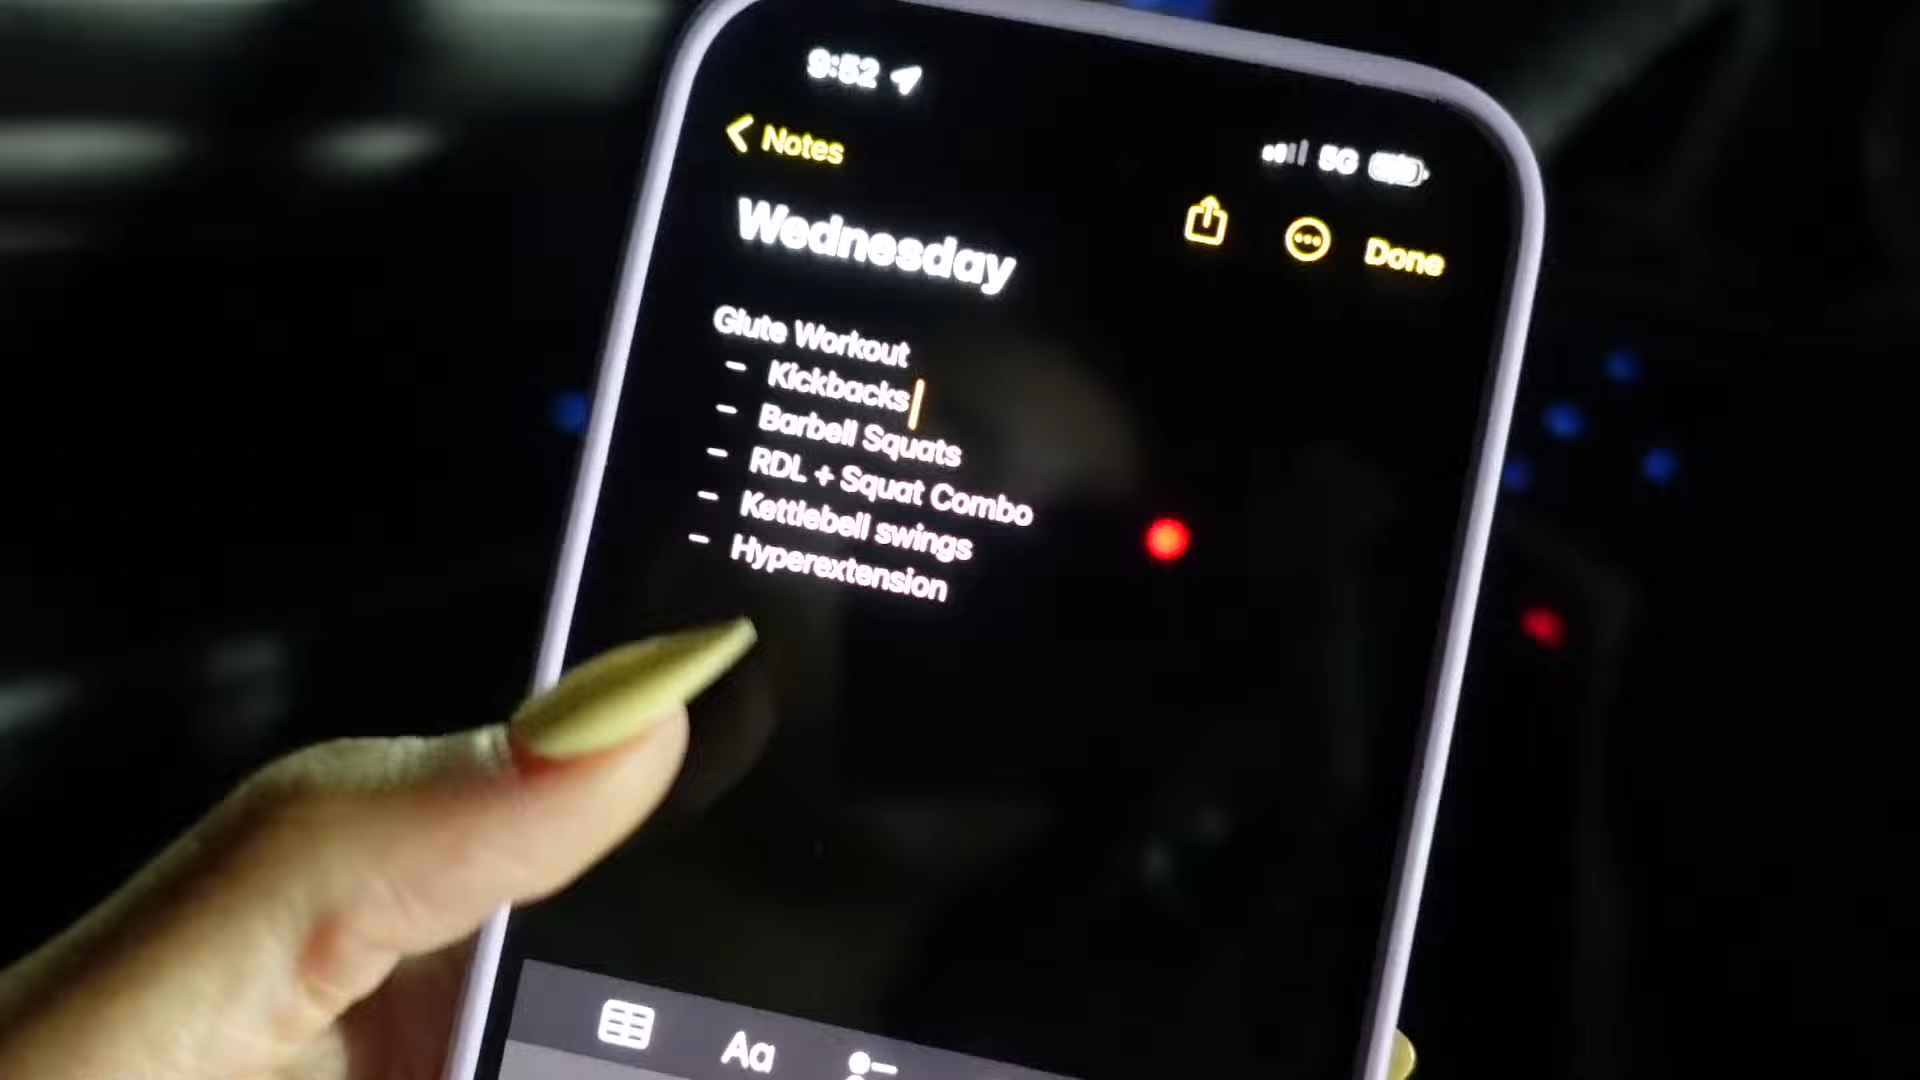 9:52
5G
Notes
Done
Wednesday
Glute Workout
- Kickbacks
- Barbell Squats
- RDL + Squat Combo
- Kettlebell swings
- Hyperextension
Aa